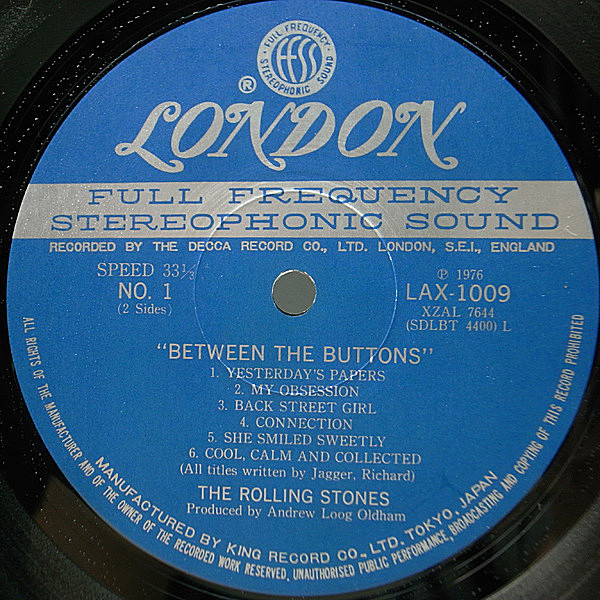 FULL FREQUENCY
FFSS
STEREOPHONIC SOUND
®
LONDON
FULL FREQUENCY
STEREOPHONIC SOUND
RECORDED BY THE DECCA RECORD CO., LTD. LONDON, S.E.I., ENGLAND
SPEED 33⅓
NO. 1
(2 Sides)
℗ 1976
LAX-1009
XZAL 7644
(SDLBT 4400) L
"BETWEEN THE BUTTONS"
1. YESTERDAY'S PAPERS
2. MY OBSESSION
3. BACK STREET GIRL
4. CONNECTION
5. SHE SMILED SWEETLY
6. COOL, CALM AND COLLECTED
(All titles written by Jagger, Richard)
THE ROLLING STONES
Produced by Andrew Loog Oldham
MANUFACTURED BY KING RECORD CO., LTD. TOKYO, JAPAN
ALL RIGHTS OF THE MANUFACTURER AND OF THE OWNER OF THE RECORDED WORK RESERVED, UNAUTHORISED PUBLIC PERFORMANCE, BROADCASTING AND COPYING OF THIS RECORD PROHIBITED